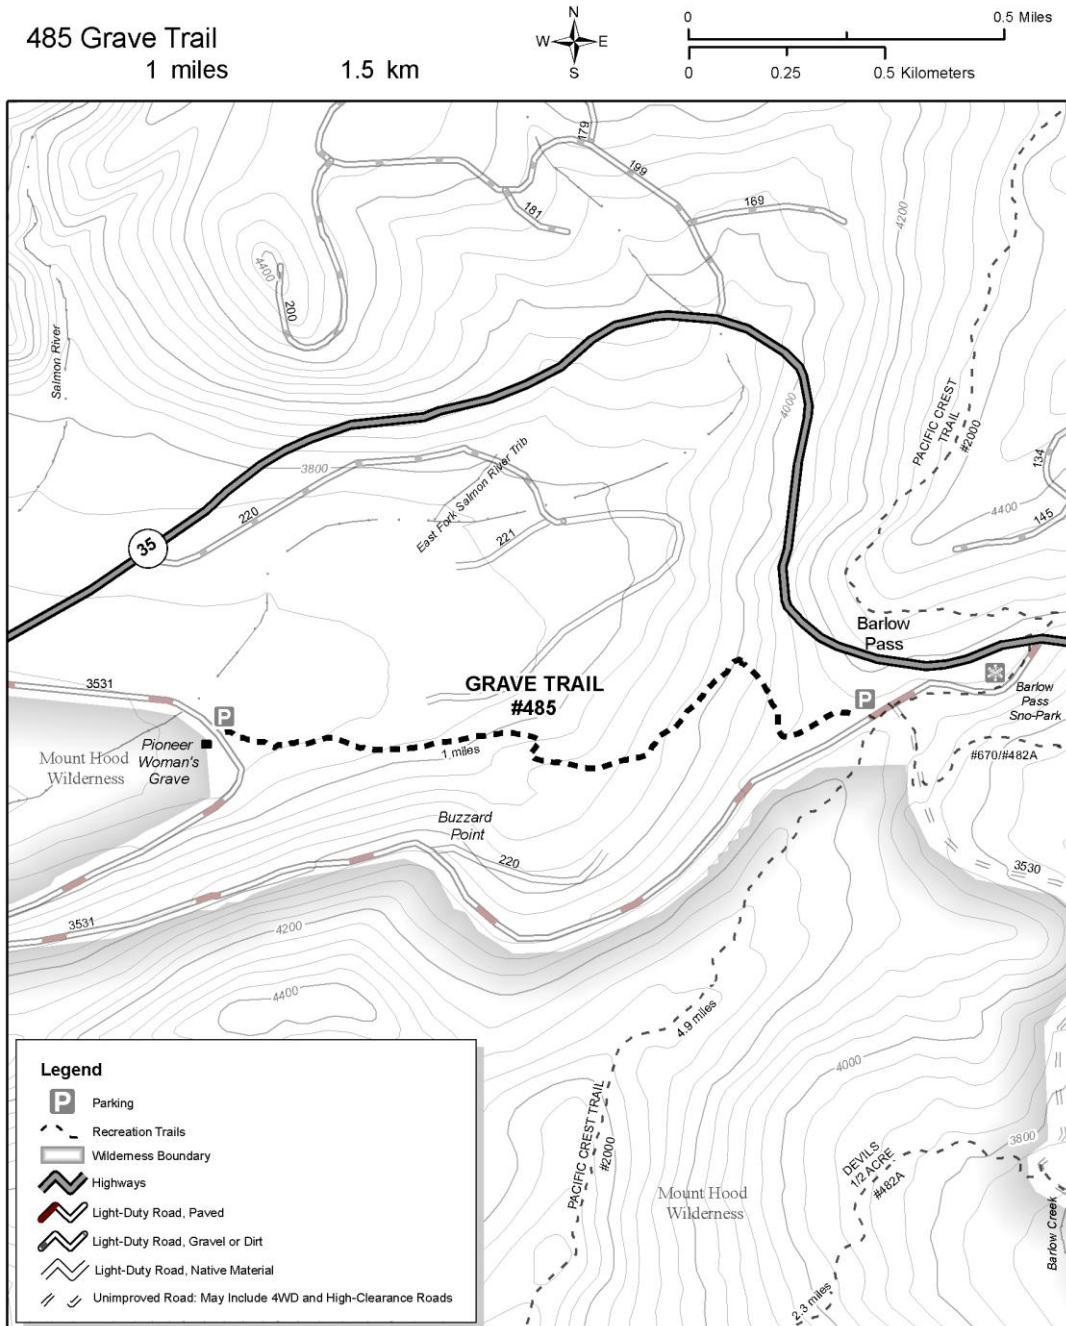 485 Grave Trail
1 miles 1.5 km
N
W E
S
0 0.5 Miles
0 0.25 0.5 Kilometers
179
199
181
169
4200
4400
200
Salmon River
4000
PACIFIC CREST
TRAIL
#2000
134
3800
East Fork Salmon River Trib
4400
145
220
221
35
Barlow
Pass
GRAVE TRAIL
#485
3531
P
P
Barlow
Pass
Sno-Park
Pioneer
Woman's
Grave
Mount Hood
Wilderness
1 miles
#670/#482A
Buzzard
Point
220
3530
3531
4200
4400
4.9 miles
4000
PACIFIC CREST TRAIL
#2000
3800
DEVILS
1/2 ACRE
#482A
Mount Hood
Wilderness
Barlow Creek
2.3 miles
Legend
P Parking
Recreation Trails
Wilderness Boundary
Highways
Light-Duty Road, Paved
Light-Duty Road, Gravel or Dirt
Light-Duty Road, Native Material
Unimproved Road: May Include 4WD and High-Clearance Roads